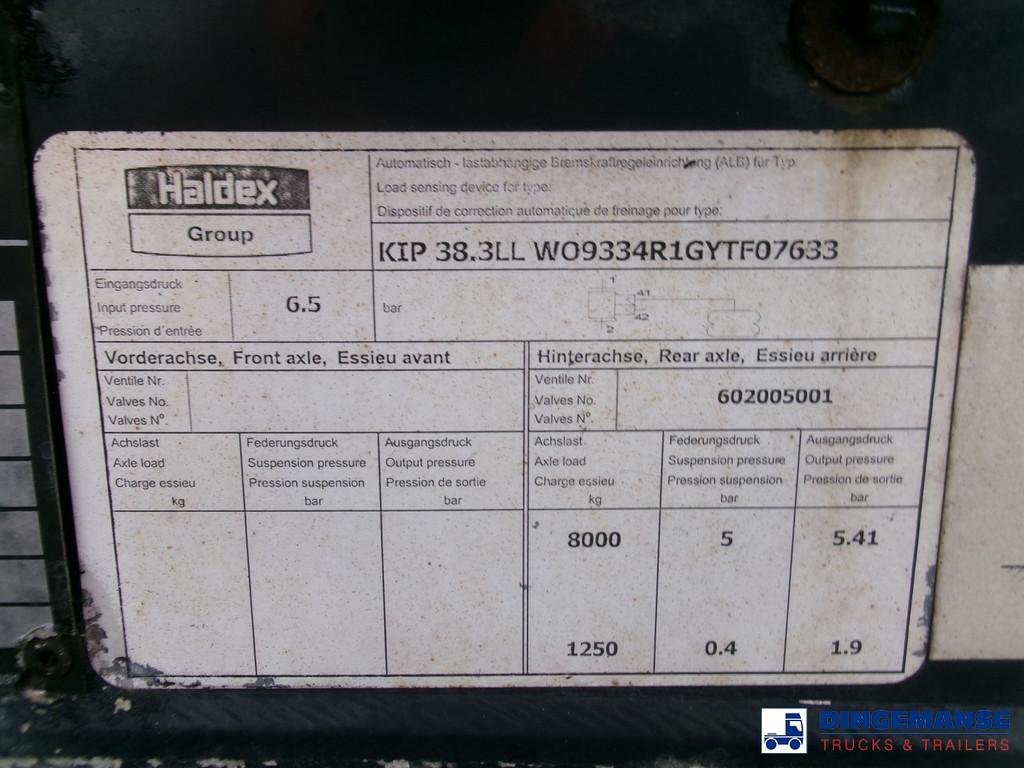 Haldex
Group
Automatisch - lastabhängige Bremskraftregeleinrichtung (ALB) für Typ:
Load sensing device for type:
Dispositif de correction automatique de freinage pour type:
KIP 38.3LL WO9334R1GYTF07633
Eingangsdruck
Input pressure
Pression d'entrée
6.5
bar
1
41
42
2
Vorderachse, Front axle, Essieu avant
Ventile Nr.
Valves No.
Valves Nº.
Achslast
Axle load
Charge essieu
kg
Federungsdruck
Suspension pressure
Pression suspension
bar
Ausgangsdruck
Output pressure
Pression de sortie
bar
Hinterachse, Rear axle, Essieu arrière
Ventile Nr.
Valves No.
Valves Nº.
602005001
Achslast
Axle load
Charge essieu
kg
Federungsdruck
Suspension pressure
Pression suspension
bar
Ausgangsdruck
Output pressure
Pression de sortie
bar
8000 5 5.41
1250 0.4 1.9
DINGEMANSE
TRUCKS & TRAILERS